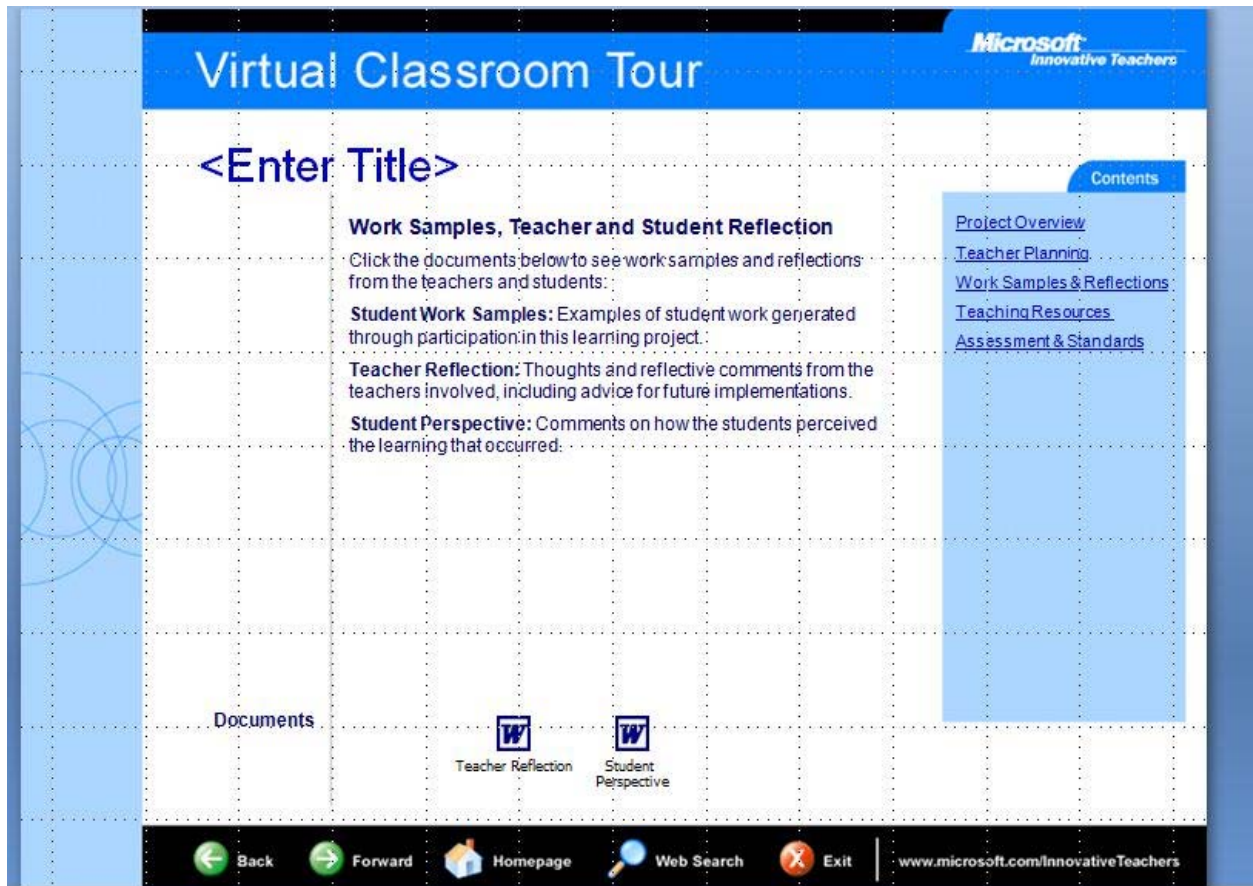 Microsoft
Innovative Teachers
Virtual Classroom Tour
<Enter Title>
Contents
Work Samples, Teacher and Student Reflection
Click the documents below to see work samples and reflections
from the teachers and students:
Student Work Samples: Examples of student work generated
through participation in this learning project.
Teacher Reflection: Thoughts and reflective comments from the
teachers involved, including advice for future implementations.
Student Perspective: Comments on how the students perceived
the learning that occurred.
Project Overview
Teacher Planning
Work Samples & Reflections
Teaching Resources
Assessment & Standards
Documents
W
W
Teacher Reflection
Student
Perspective
Back
Forward
Homepage
Web Search
X
Exit
www.microsoft.com/InnovativeTeachers